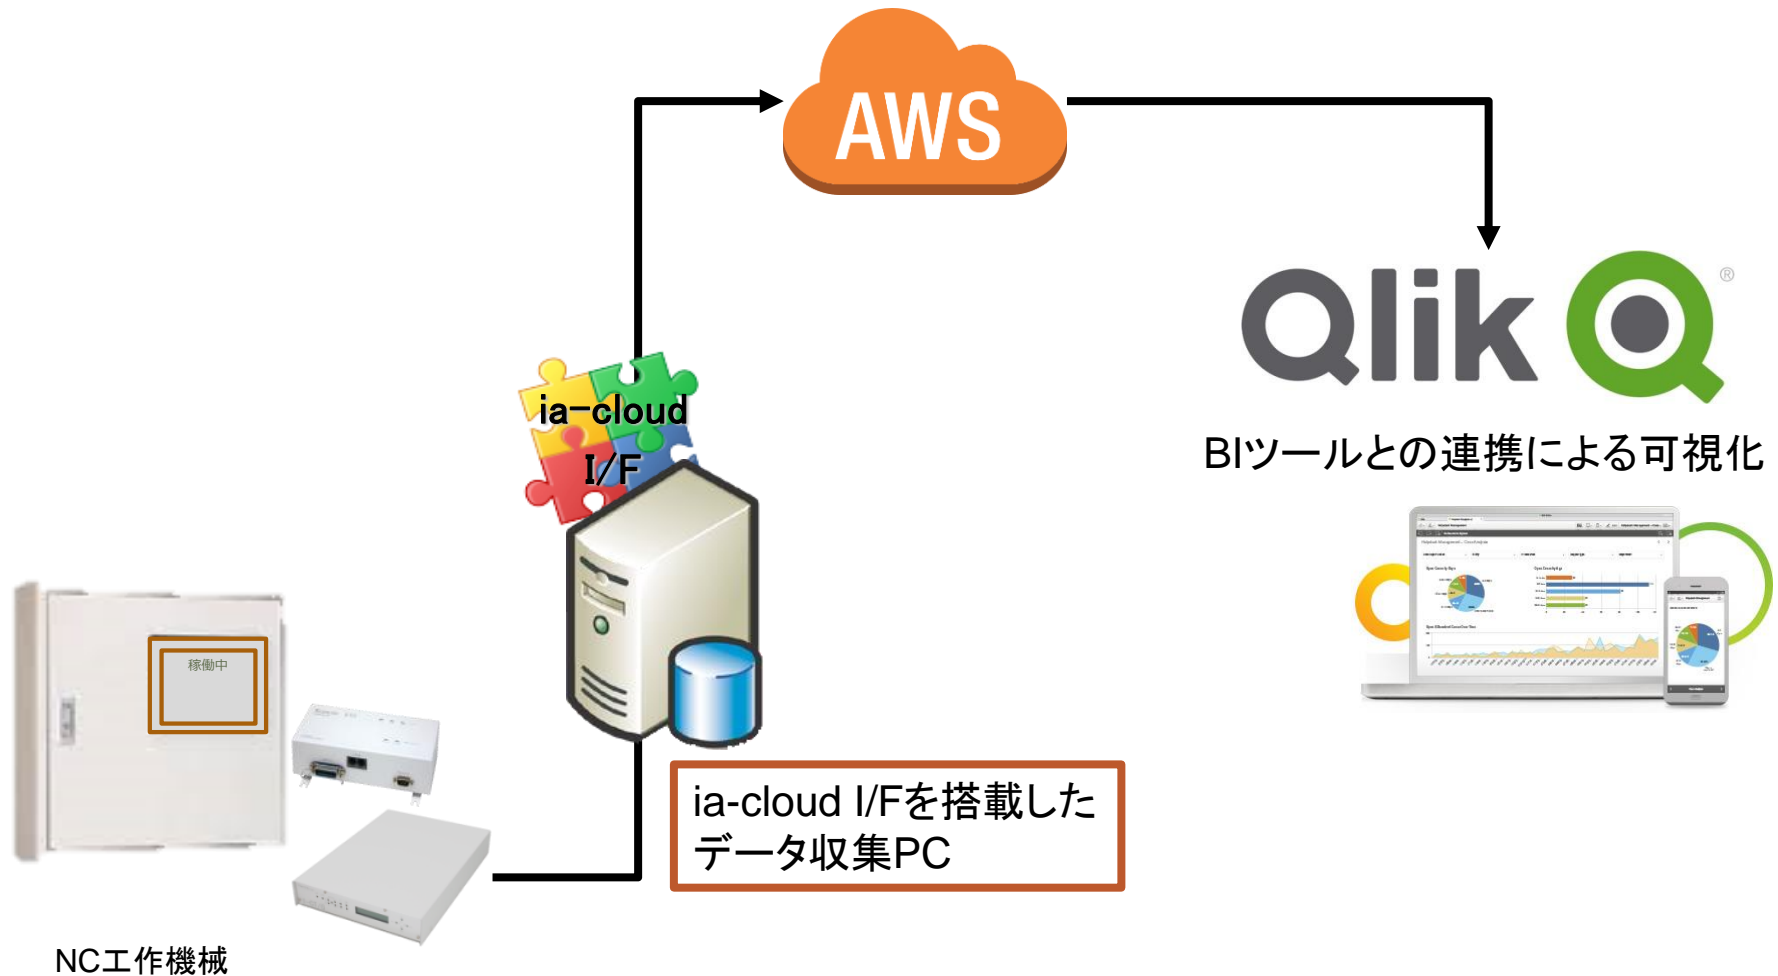 AWS
Qlik
®
BIツールとの連携による可視化
ia-cloud
I/F
稼働中
ia-cloud I/Fを搭載した
データ収集PC
NC工作機械